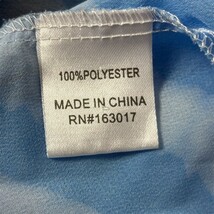 100%POLYESTER
MADE IN CHINA
RN#163017